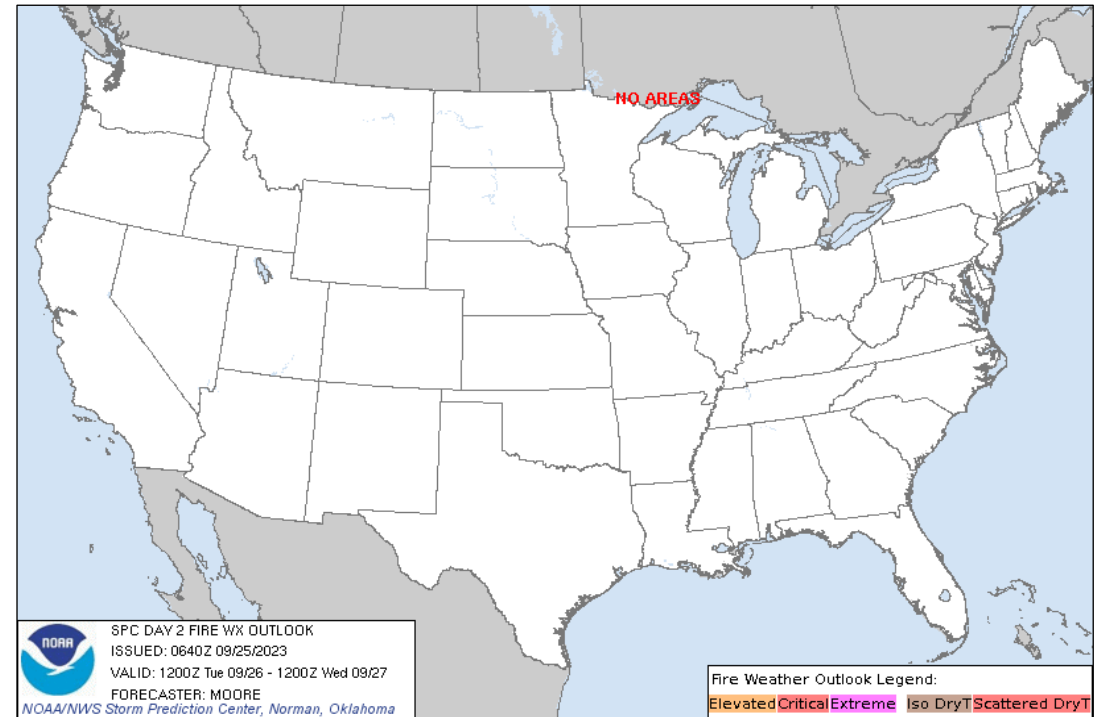 NO AREAS
NOAA
SPC DAY 2 FIRE WX OUTLOOK
ISSUED: 0640Z 09/25/2023
VALID: 1200Z Tue 09/26 - 1200Z Wed 09/27
FORECASTER: MOORE
NOAA/NWS Storm Prediction Center, Norman, Oklahoma
Fire Weather Outlook Legend:
Elevated Critical Extreme Iso DryT Scattered DryT